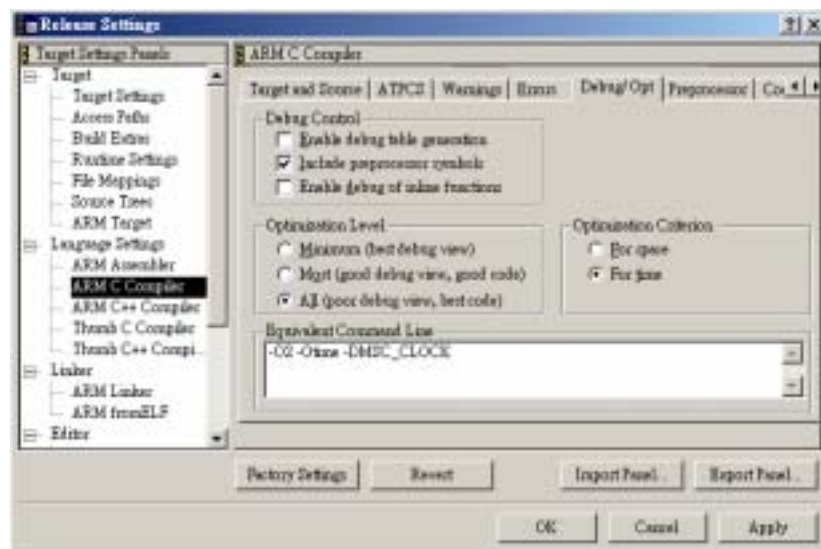 Release Settings
Target Settings Panels
Target
Target Settings
Access Paths
Build Extras
Runtime Settings
File Mappings
Source Trees
ARM Target
Language Settings
ARM Assembler
ARM C Compiler
ARM C++ Compiler
Thumb C Compiler
Thumb C++ Compi...
Linker
ARM Linker
ARM fromELF
Editor
ARM C Compiler
Target and Source
ATPCS
Warnings
Errors
Debug/Opt
Preprocessor
Co
Debug Control
Enable debug table generation
Include preprocessor symbols
Enable debug of inline functions
Optimization Level
Minimum (best debug view)
Most (good debug view, good code)
All (poor debug view, best code)
Optimization Criterion
For space
For time
Equivalent Command Line
-O2 -Otime -DMSC_CLOCK
Factory Settings
Revert
Import Panel...
Export Panel...
OK
Cancel
Apply